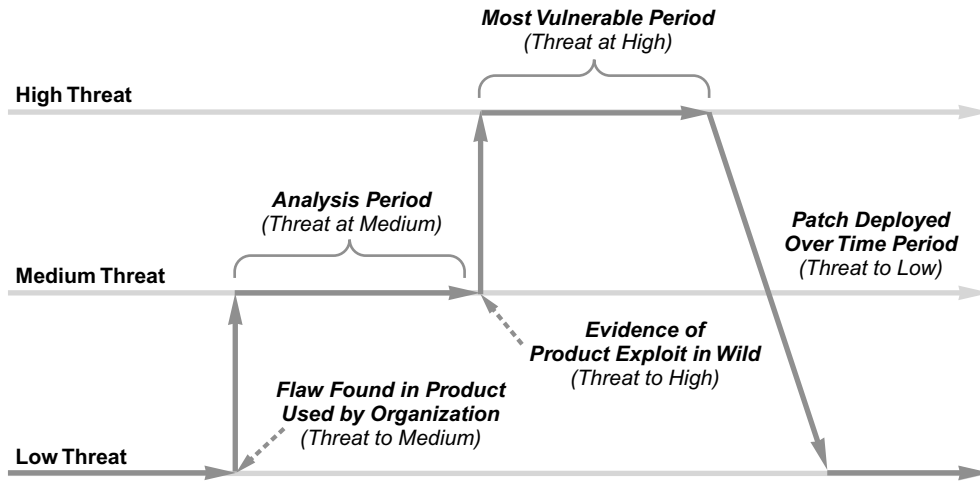 Most Vulnerable Period
(Threat at High)
High Threat
Analysis Period
(Threat at Medium)
Patch Deployed
Over Time Period
(Threat to Low)
Medium Threat
Evidence of
Product Exploit in Wild
(Threat to High)
Flaw Found in Product
Used by Organization
(Threat to Medium)
Low Threat